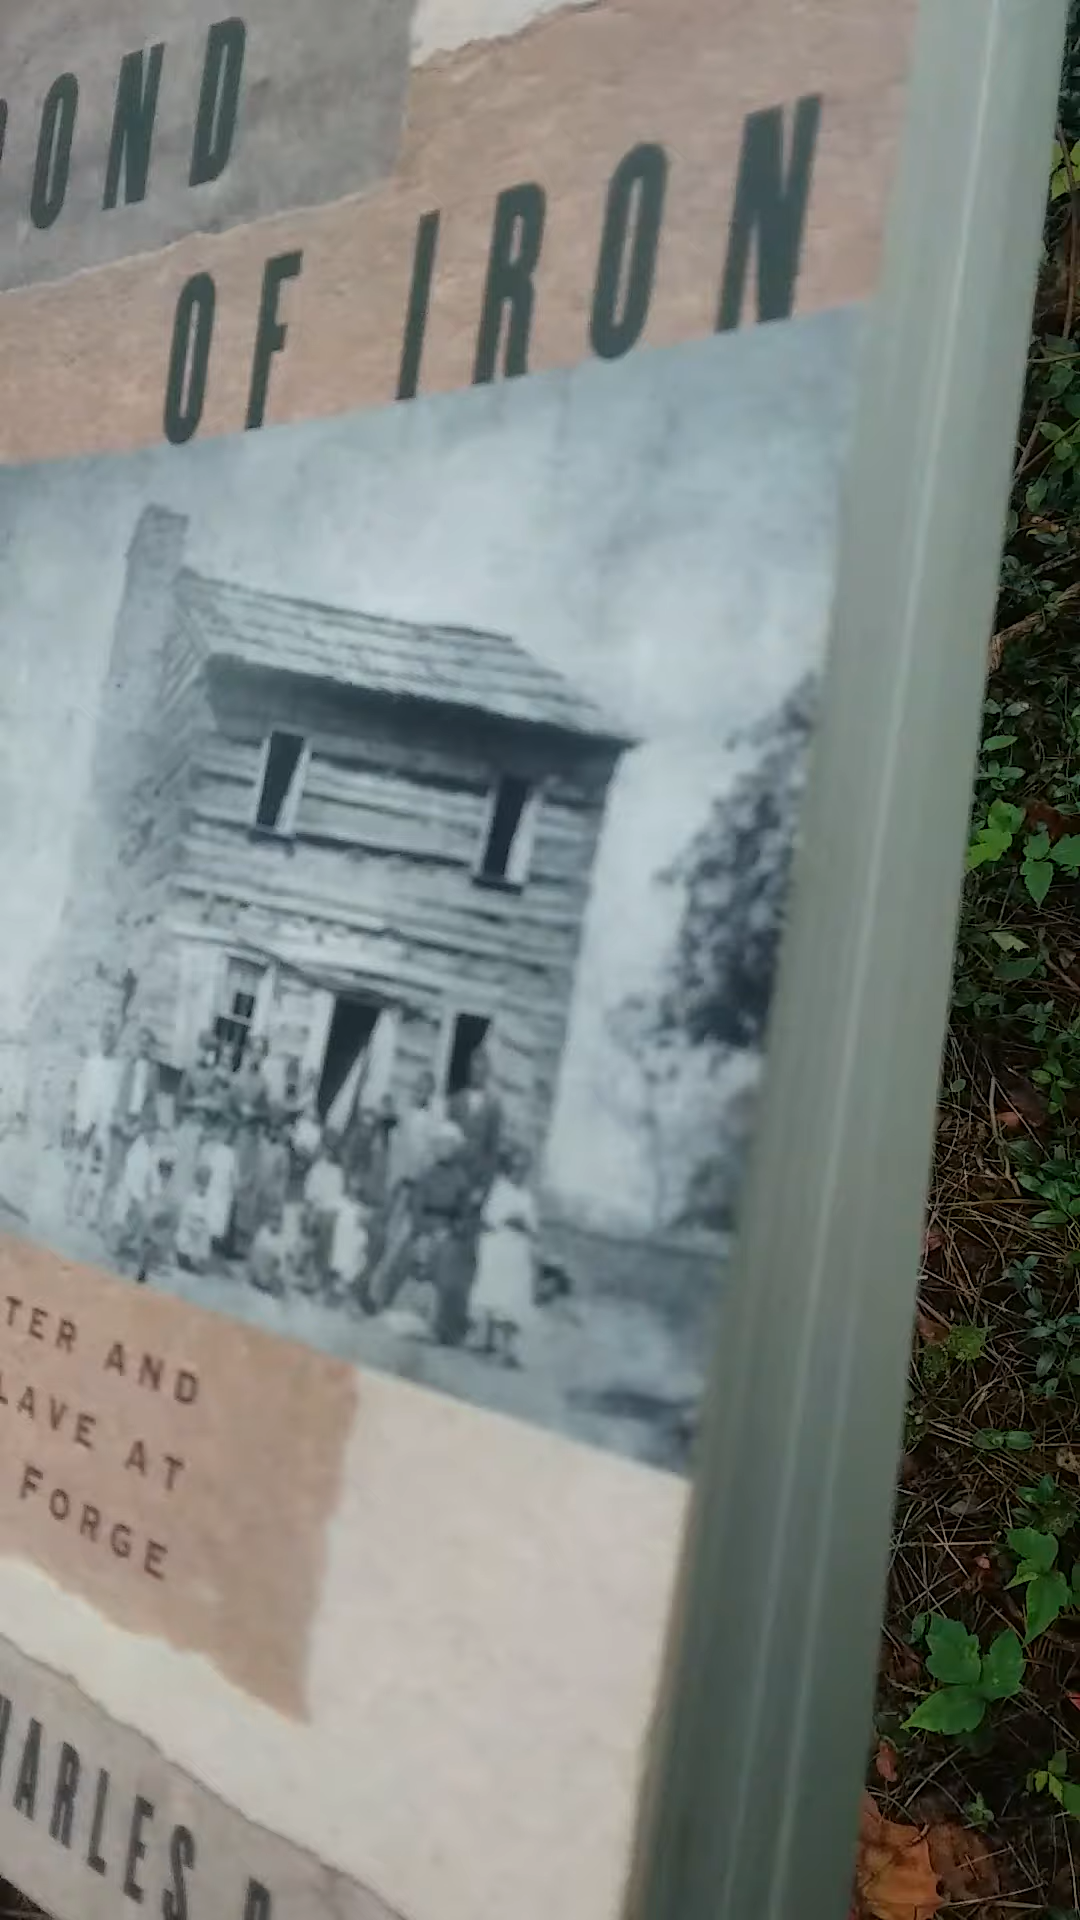 OND
OF IRON
TER AND
LAVE AT
FORGE
HARLES